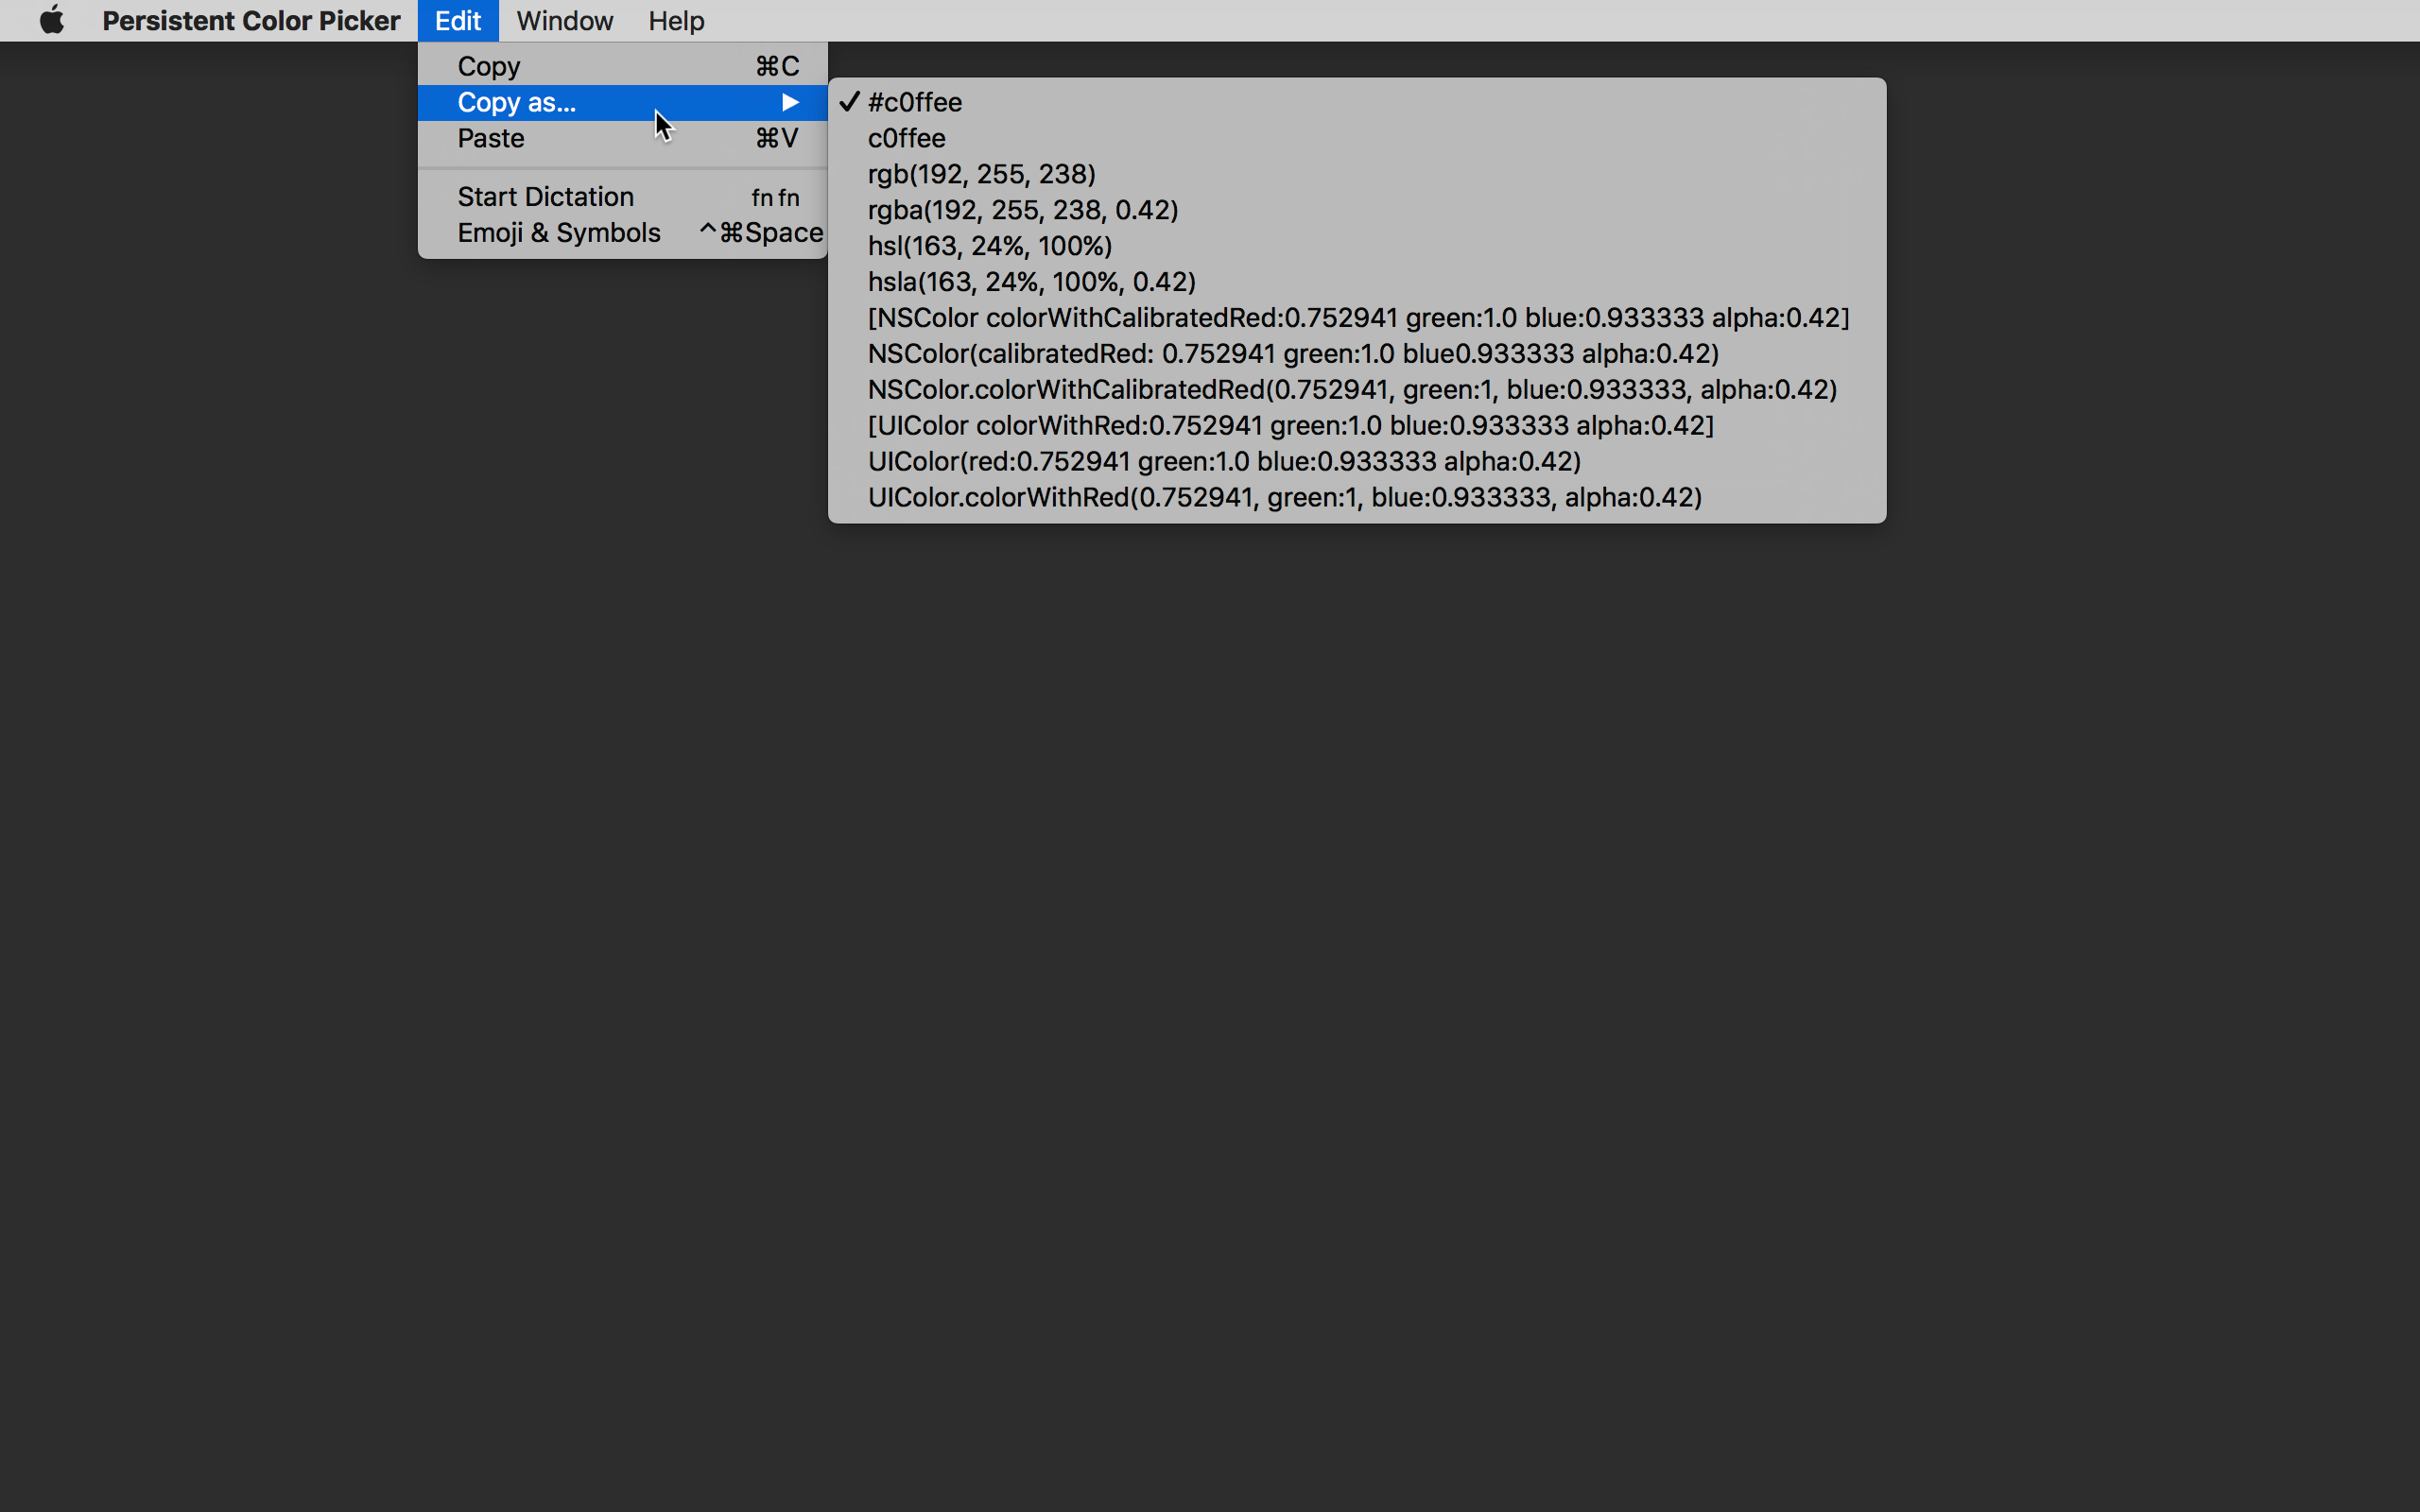 Persistent Color Picker Edit Window Help
Copy ⌘C
Copy as...
Paste ⌘V
Start Dictation fn fn
Emoji & Symbols ^⌘Space
✓ #c0ffee
c0ffee
rgb(192, 255, 238)
rgba(192, 255, 238, 0.42)
hsl(163, 24%, 100%)
hsla(163, 24%, 100%, 0.42)
[NSColor colorWithCalibratedRed:0.752941 green:1.0 blue:0.933333 alpha:0.42]
NSColor(calibratedRed: 0.752941 green:1.0 blue0.933333 alpha:0.42)
NSColor.colorWithCalibratedRed(0.752941, green:1, blue:0.933333, alpha:0.42)
[UIColor colorWithRed:0.752941 green:1.0 blue:0.933333 alpha:0.42]
UIColor(red:0.752941 green:1.0 blue:0.933333 alpha:0.42)
UIColor.colorWithRed(0.752941, green:1, blue:0.933333, alpha:0.42)